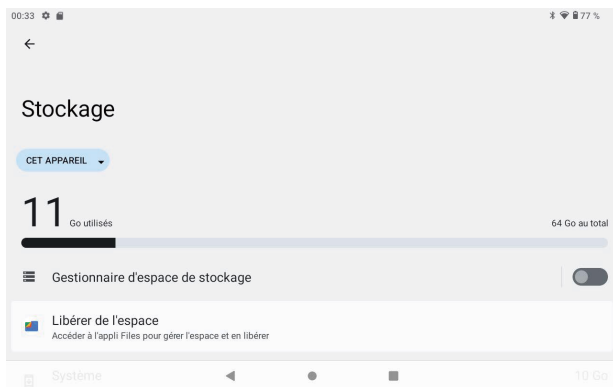 00:33 77 %
Stockage
CET APPAREIL
11 Go utilisés 64 Go au total
Gestionnaire d'espace de stockage
Libérer de l'espace
Accéder à l'appli Files pour gérer l'espace et en libérer
Système 10 Go